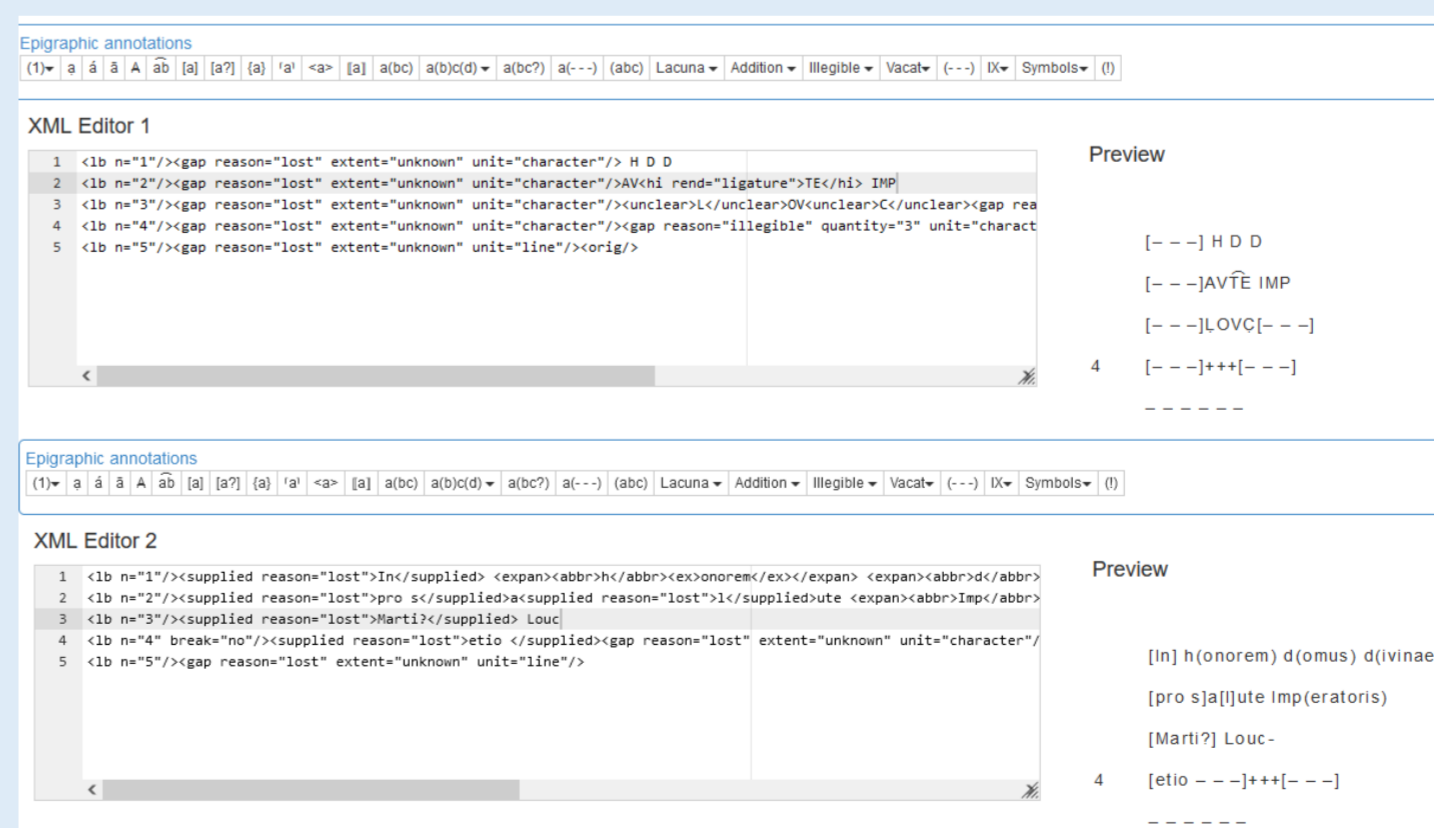 Epigraphic annotations
(1) ạ á ā A a͡b [a] [a?] {a} ⸢a⸣ <a> ⟦a⟧ a(bc) a(b)c(d) a(bc?) a(---) (abc) Lacuna Addition Illegible Vacat (---) IX Symbols (!)
XML Editor 1
1 <lb n="1"/><gap reason="lost" extent="unknown" unit="character"/> H D D
2 <lb n="2"/><gap reason="lost" extent="unknown" unit="character"/>AV<hi rend="ligature">TE</hi> IMP
3 <lb n="3"/><gap reason="lost" extent="unknown" unit="character"/><unclear>L</unclear>OV<unclear>C</unclear><gap rea
4 <lb n="4"/><gap reason="lost" extent="unknown" unit="character"/><gap reason="illegible" quantity="3" unit="charact
5 <lb n="5"/><gap reason="lost" extent="unknown" unit="line"/><orig/>
Preview
[– – –] H D D
[– – –]AVT͡E IMP
[– – –]ḶOVC̣[– – –]
4 [– – –]+++[– – –]
– – – – – –
Epigraphic annotations
(1) ạ á ā A a͡b [a] [a?] {a} ⸢a⸣ <a> ⟦a⟧ a(bc) a(b)c(d) a(bc?) a(---) (abc) Lacuna Addition Illegible Vacat (---) IX Symbols (!)
XML Editor 2
1 <lb n="1"/><supplied reason="lost">In</supplied> <expan><abbr>h</abbr><ex>onorem</ex></expan> <expan><abbr>d</abbr>
2 <lb n="2"/><supplied reason="lost">pro s</supplied>a<supplied reason="lost">l</supplied>ute <expan><abbr>Imp</abbr>
3 <lb n="3"/><supplied reason="lost">Marti?</supplied> Louc
4 <lb n="4" break="no"/><supplied reason="lost">etio </supplied><gap reason="lost" extent="unknown" unit="character"/
5 <lb n="5"/><gap reason="lost" extent="unknown" unit="line"/>
Preview
[In] h(onorem) d(omus) d(ivinae
[pro s]a[l]ute Imp(eratoris)
[Marti?] Louc-
4 [etio – – –]+++[– – –]
– – – – – –